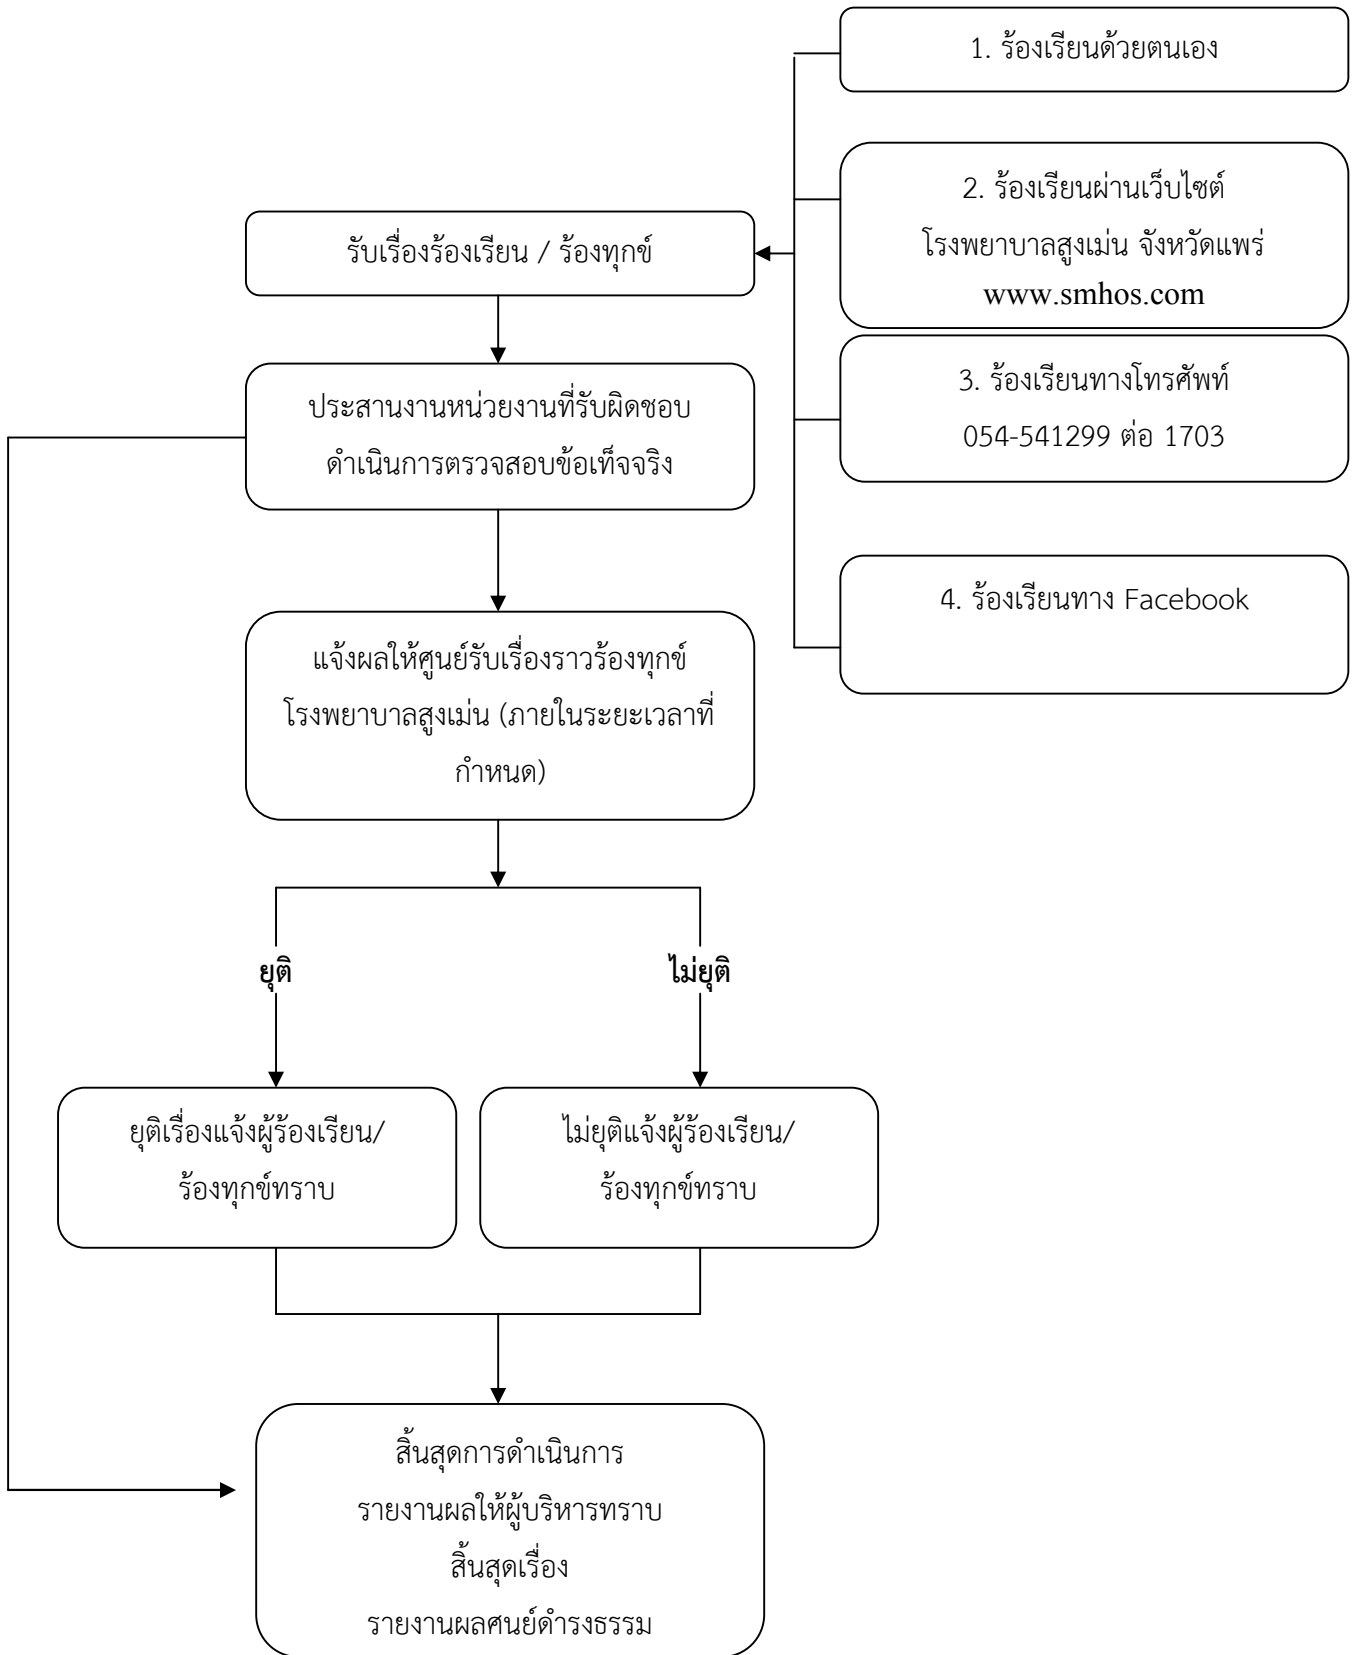 1. ร้องเรียนด้วยตนเอง
2. ร้องเรียนผ่านเว็บไซต์
โรงพยาบาลสูงเม่น จังหวัดแพร่
www.smhos.com
3. ร้องเรียนทางโทรศัพท์
054-541299 ต่อ 1703
4. ร้องเรียนทาง Facebook
รับเรื่องร้องเรียน / ร้องทุกข์
ประสานงานหน่วยงานที่รับผิดชอบ
ดำเนินการตรวจสอบข้อเท็จจริง
แจ้งผลให้ศูนย์รับเรื่องราวร้องทุกข์
โรงพยาบาลสูงเม่น (ภายในระยะเวลาที่
กำหนด)
ยุติ
ไม่ยุติ
ยุติเรื่องแจ้งผู้ร้องเรียน/
ร้องทุกข์ทราบ
ไม่ยุติแจ้งผู้ร้องเรียน/
ร้องทุกข์ทราบ
สิ้นสุดการดำเนินการ
รายงานผลให้ผู้บริหารทราบ
สิ้นสุดเรื่อง
รายงานผลศนย์ดำรงธรรม